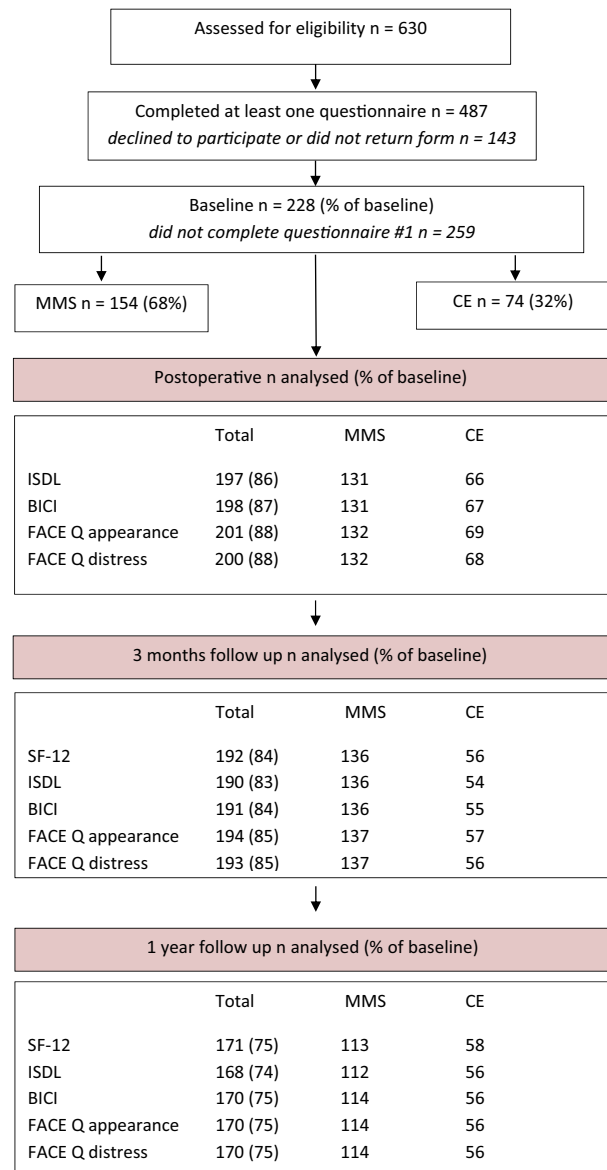 Assessed for eligibility n = 630
Completed at least one questionnaire n = 487
declined to participate or did not return form n = 143
Baseline n = 228 (% of baseline)
did not complete questionnaire #1 n = 259
MMS n = 154 (68%)
CE n = 74 (32%)
Postoperative n analysed (% of baseline)
Total MMS CE
ISDL 197 (86) 131 66
BICI 198 (87) 131 67
FACE Q appearance 201 (88) 132 69
FACE Q distress 200 (88) 132 68
3 months follow up n analysed (% of baseline)
Total MMS CE
SF-12 192 (84) 136 56
ISDL 190 (83) 136 54
BICI 191 (84) 136 55
FACE Q appearance 194 (85) 137 57
FACE Q distress 193 (85) 137 56
1 year follow up n analysed (% of baseline)
Total MMS CE
SF-12 171 (75) 113 58
ISDL 168 (74) 112 56
BICI 170 (75) 114 56
FACE Q appearance 170 (75) 114 56
FACE Q distress 170 (75) 114 56